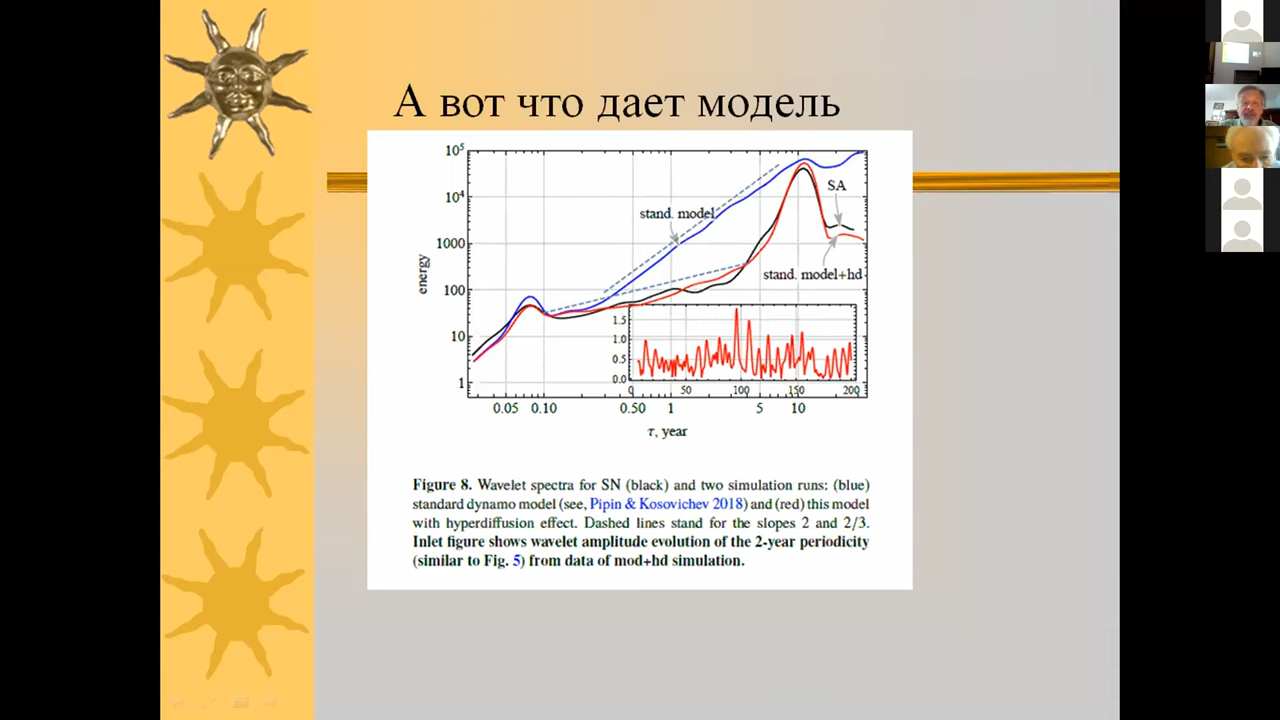 А вот что дает модель
10^5
10^4
1000
100
10
1
energy
stand. model
SA
stand. model+hd
1.5
1.0
0.5
0.0
0 50 100 150 200
0.05 0.10 0.50 1 5 10
τ, year
Figure 8. Wavelet spectra for SN (black) and two simulation runs: (blue)
standard dynamo model (see, Pipin & Kosovichev 2018) and (red) this model
with hyperdiffusion effect. Dashed lines stand for the slopes 2 and 2/3.
Inlet figure shows wavelet amplitude evolution of the 2-year periodicity
(similar to Fig. 5) from data of mod+hd simulation.